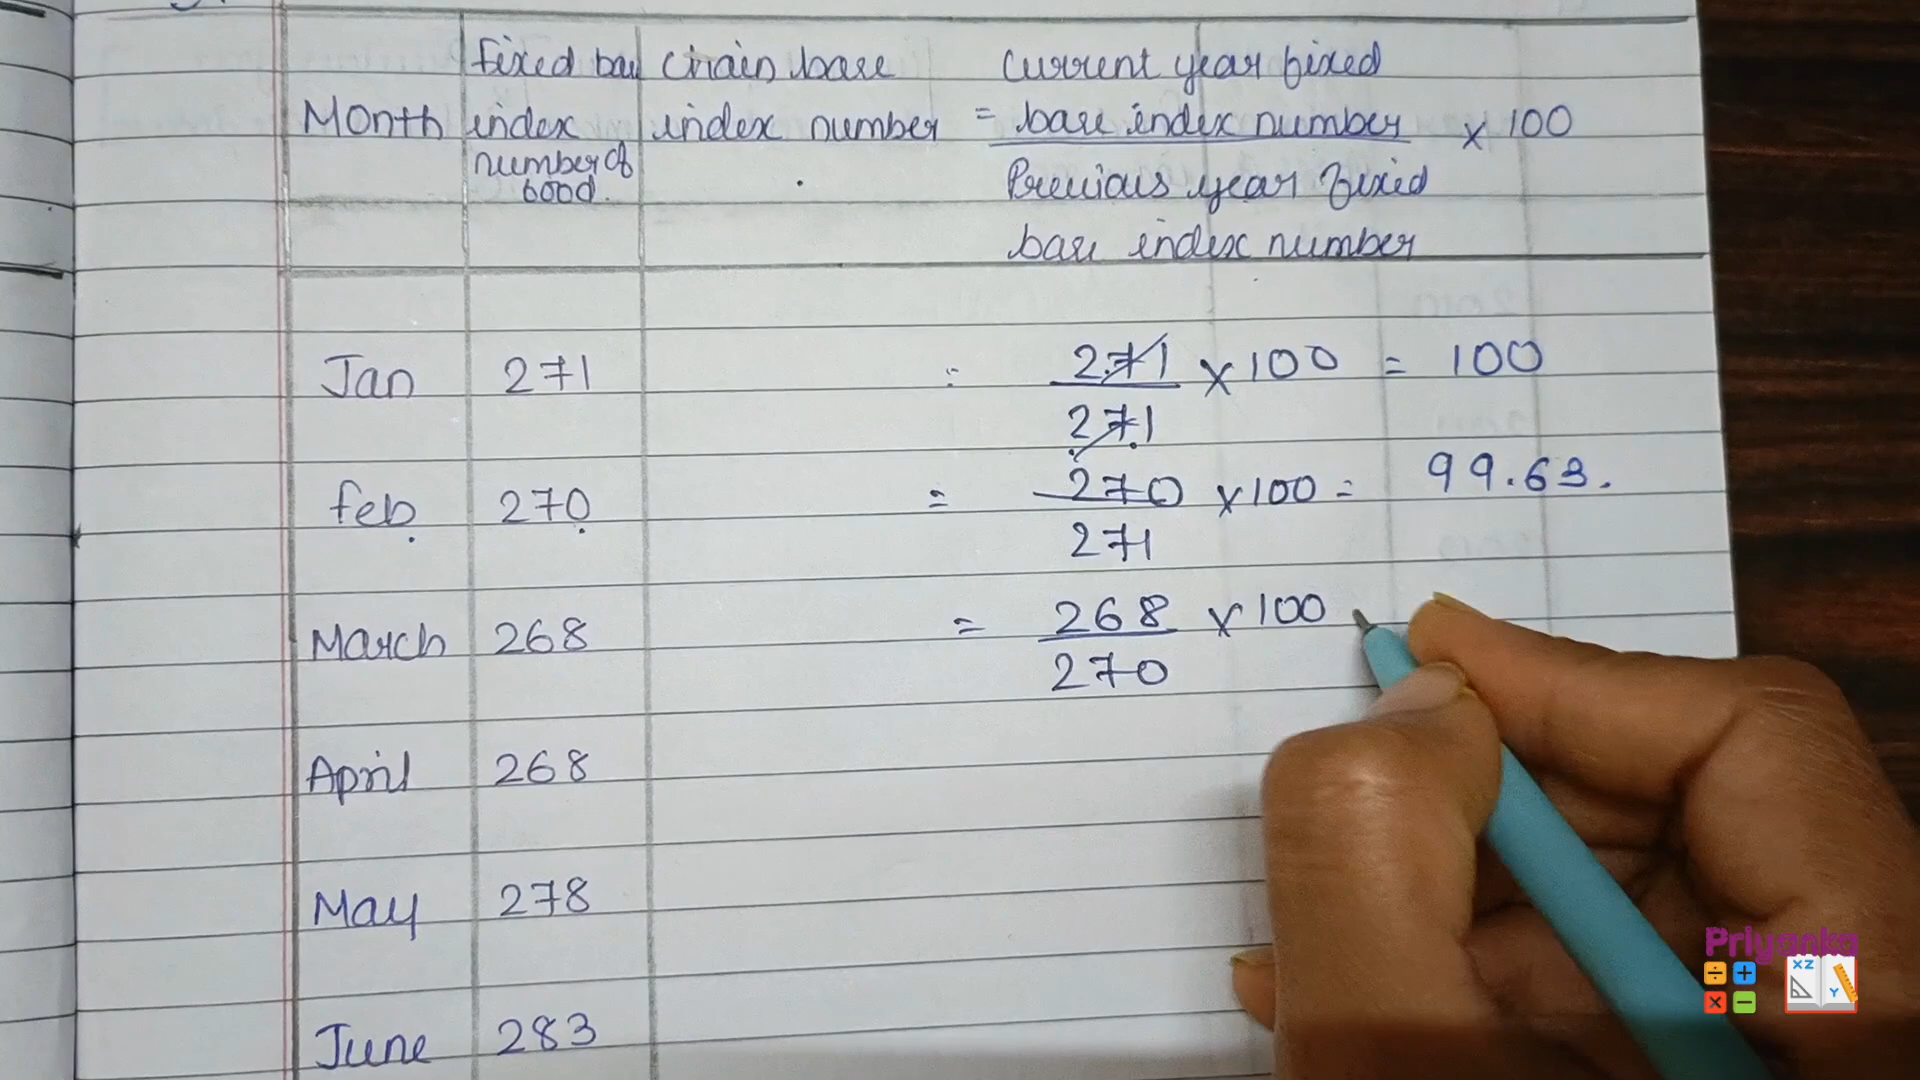 Fixed base Chain base Current year fixed
Month index index number = base index number × 100
number of Previous year fixed
food. base index number
Jan 271 = 271 × 100 = 100
271
feb 270 = 270 × 100 = 99.63.
271
March 268 = 268 × 100
270
April 268
May 278
June 283
Priyanka
XZ
Y